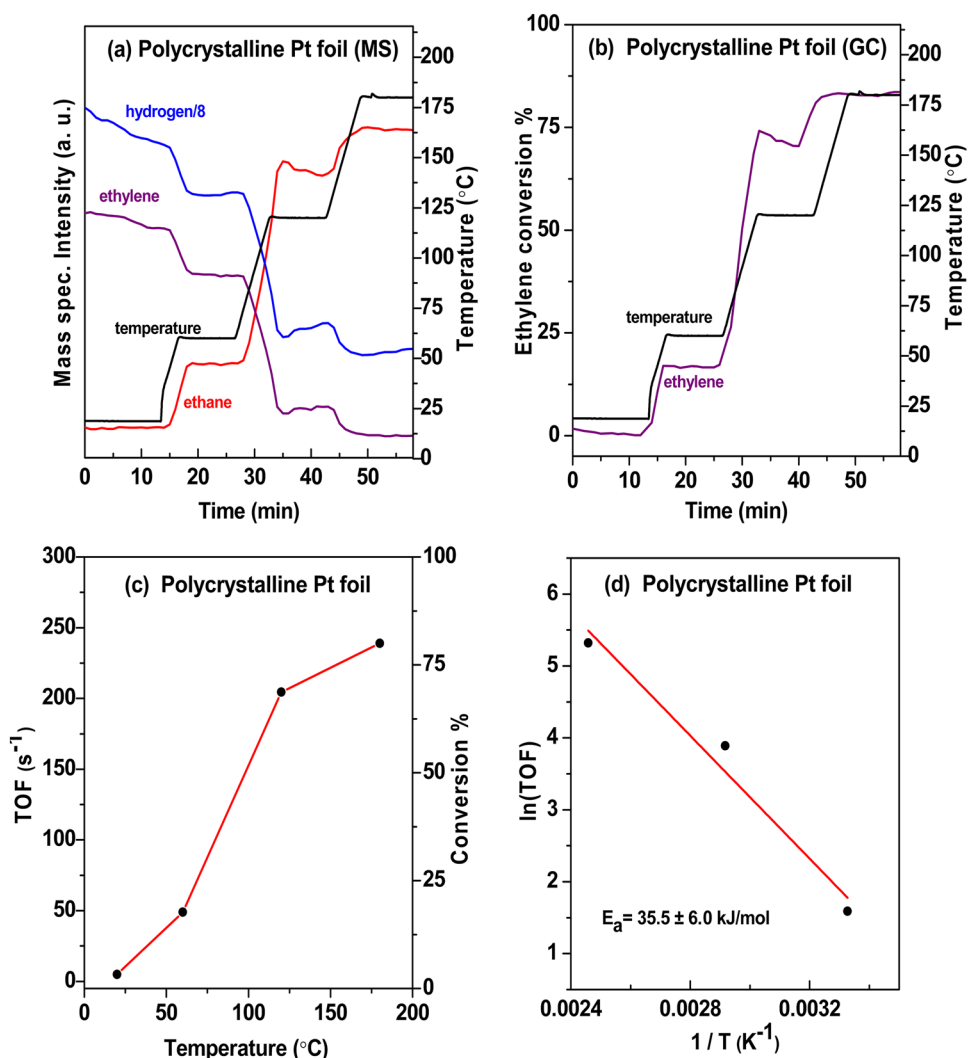 (a) Polycrystalline Pt foil (MS)
hydrogen/8
ethylene
temperature
ethane
Mass spec. Intensity (a. u.)
0
25
50
75
100
125
150
175
200
Temperature (°C)
0 10 20 30 40 50
Time (min)
(b) Polycrystalline Pt foil (GC)
temperature
ethylene
Ethylene conversion %
100
75
50
25
0
200
175
150
125
100
75
50
25
0
Temperature (°C)
0 10 20 30 40 50
Time (min)
(c) Polycrystalline Pt foil
TOF (s-1)
300
250
200
150
100
50
0
100
75
50
25
0
Conversion %
0 50 100 150 200
Temperature (°C)
(d) Polycrystalline Pt foil
ln(TOF)
6
5
4
3
2
1
Ea= 35.5 ± 6.0 kJ/mol
0.0024 0.0028 0.0032
1 / T (K-1)